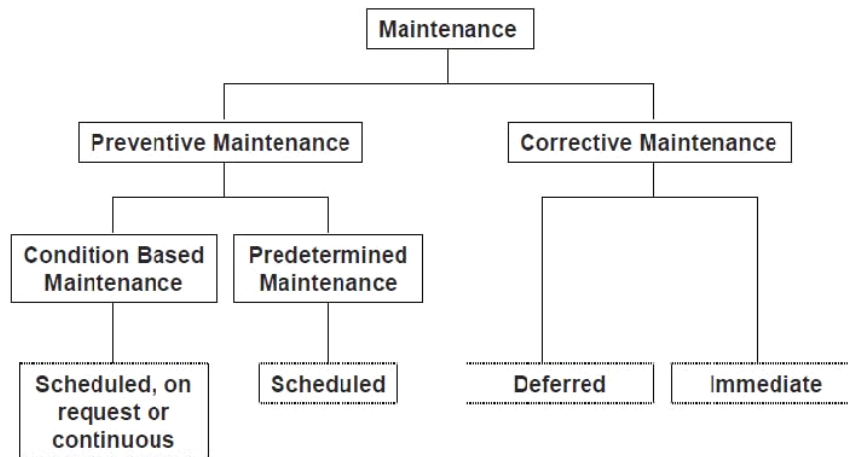 Maintenance
Preventive Maintenance
Corrective Maintenance
Condition Based
Maintenance
Predetermined
Maintenance
Scheduled, on
request or
continuous
Scheduled
Deferred
Immediate